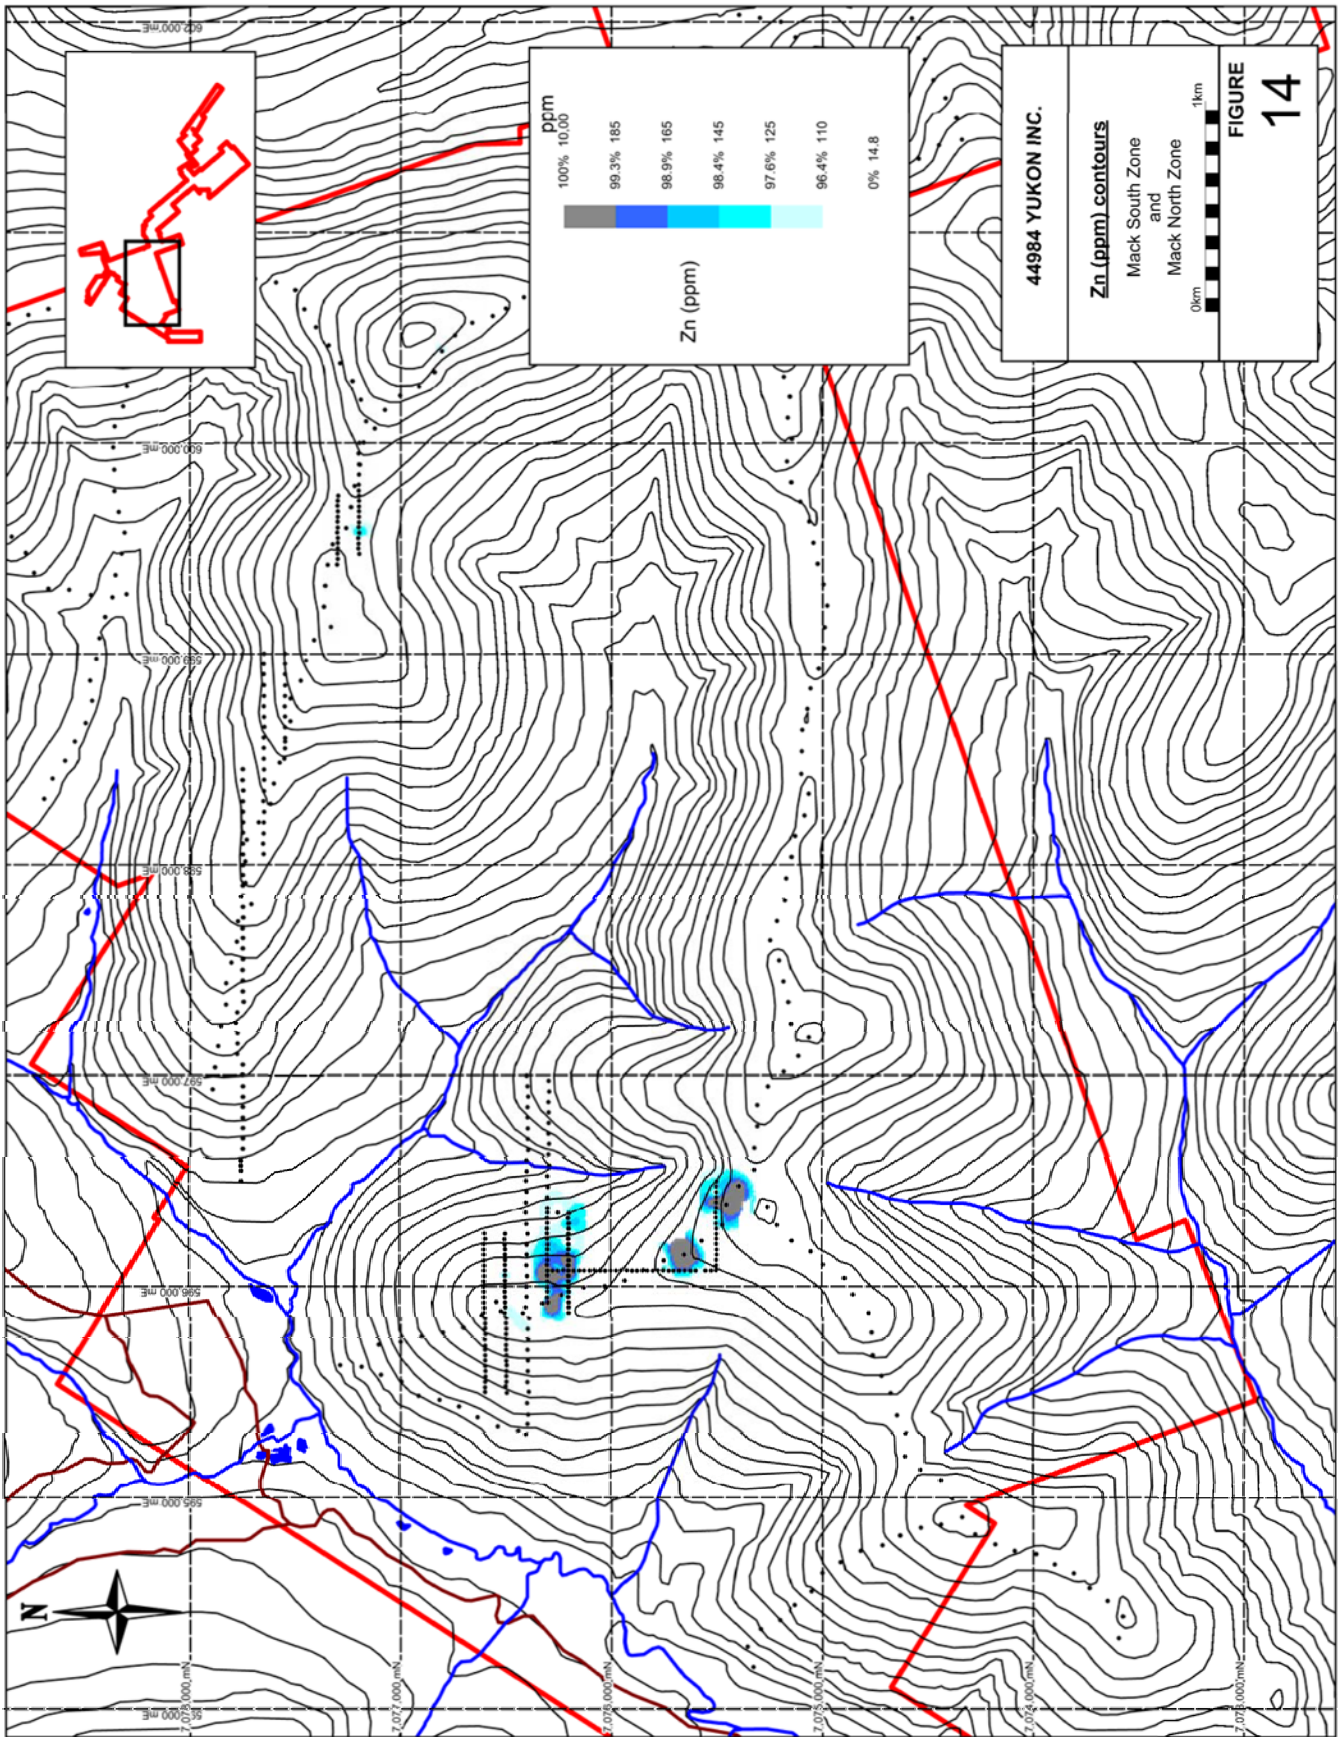 N
602,000 mE
600,000 mE
599,000 mE
598,000 mE
597,000 mE
596,000 mE
595,000 mE
7,078,000 mN
7,077,000 mN
7,076,000 mN
7,075,000 mN
7,074,000 mN
Zn (ppm)
ppm
100% 10,00
99.3% 185
98.9% 165
98.4% 145
97.6% 125
96.4% 110
0% 14.8
44984 YUKON INC.
Zn (ppm) contours
Mack South Zone
and
Mack North Zone
0km 1km
FIGURE
14